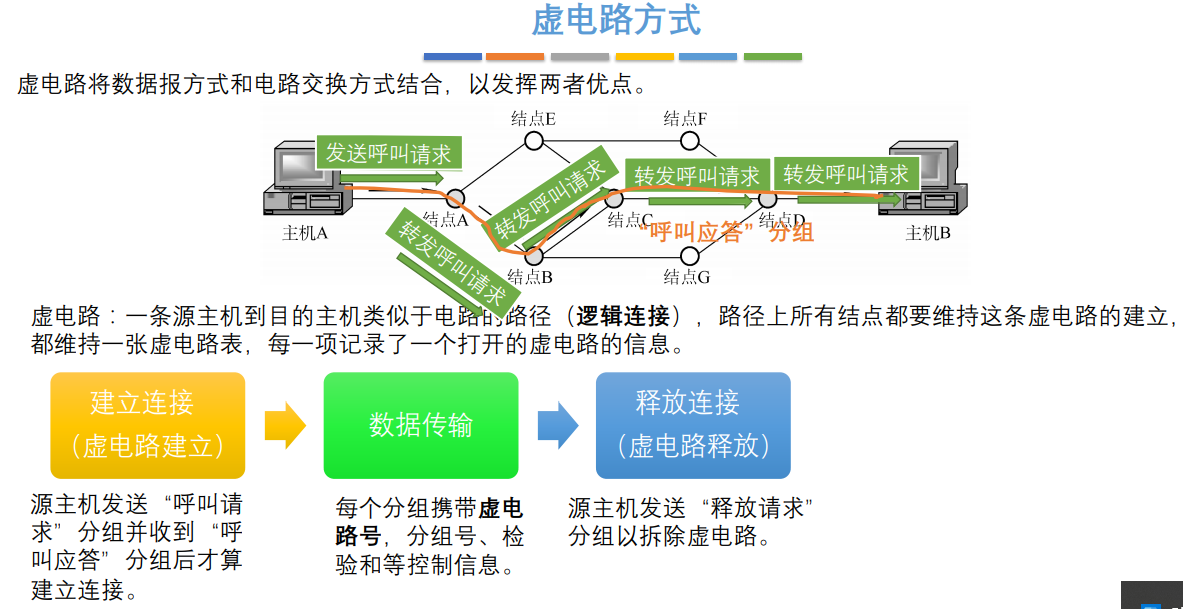 虚电路方式
虚电路将数据报方式和电路交换方式结合，以发挥两者优点。
结点E
结点F
发送呼叫请求
转发呼叫请求
转发呼叫请求
转发呼叫请求
结点A
结点C
结点D
“呼叫应答”分组
主机A
主机B
转发呼叫请求
结点B
结点G
虚电路：一条源主机到目的主机类似于电路的路径（逻辑连接），路径上所有结点都要维持这条虚电路的建立，
都维持一张虚电路表，每一项记录了一个打开的虚电路的信息。
建立连接
（虚电路建立）
数据传输
释放连接
（虚电路释放）
源主机发送“呼叫请
求”分组并收到“呼
叫应答”分组后才算
建立连接。
每个分组携带虚电
路号，分组号、检
验和等控制信息。
源主机发送“释放请求”
分组以拆除虚电路。